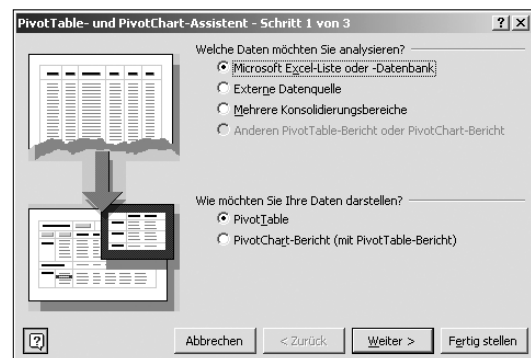 PivotTable- und PivotChart-Assistent - Schritt 1 von 3
Welche Daten möchten Sie analysieren?
Microsoft Excel-Liste oder -Datenbank
Externe Datenquelle
Mehrere Konsolidierungsbereiche
Anderen PivotTable-Bericht oder PivotChart-Bericht
Wie möchten Sie Ihre Daten darstellen?
PivotTable
PivotChart-Bericht (mit PivotTable-Bericht)
Abbrechen
< Zurück
Weiter >
Fertig stellen